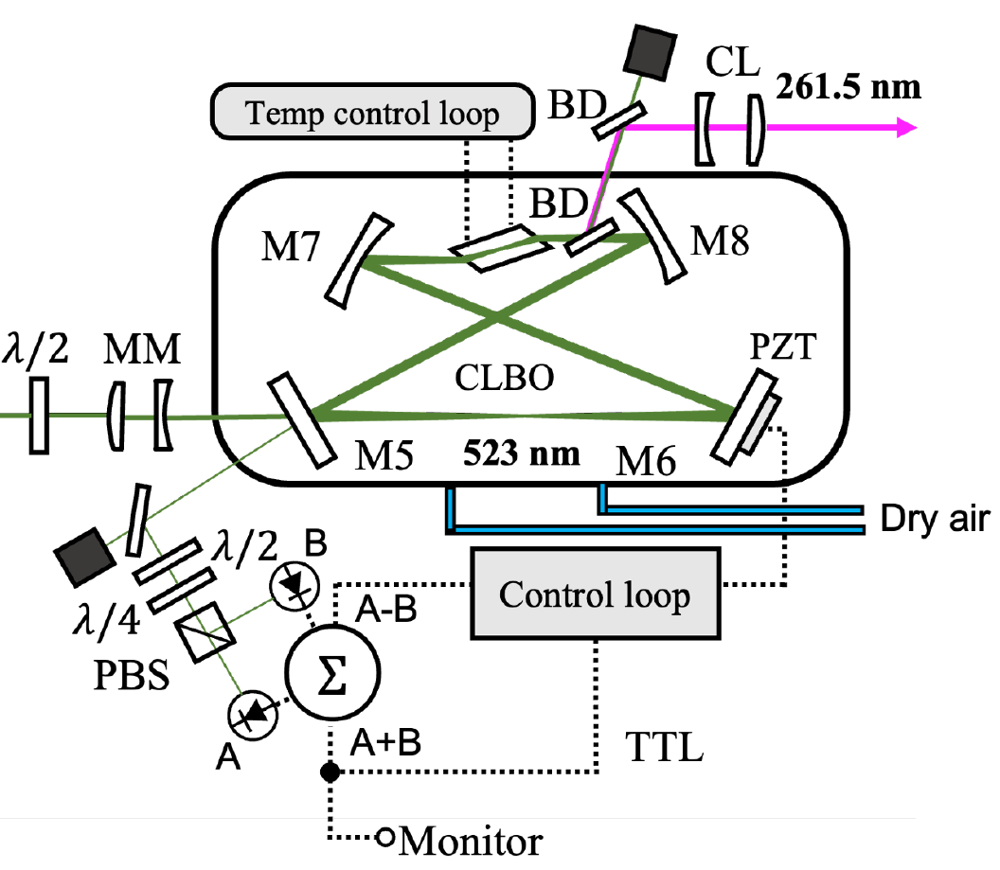 CL
261.5 nm
BD
Temp control loop
BD
M7
M8
λ/2
MM
PZT
CLBO
M5
523 nm
M6
Dry air
λ/2
B
Control loop
A-B
λ/4
PBS
Σ
A
A+B
TTL
Monitor